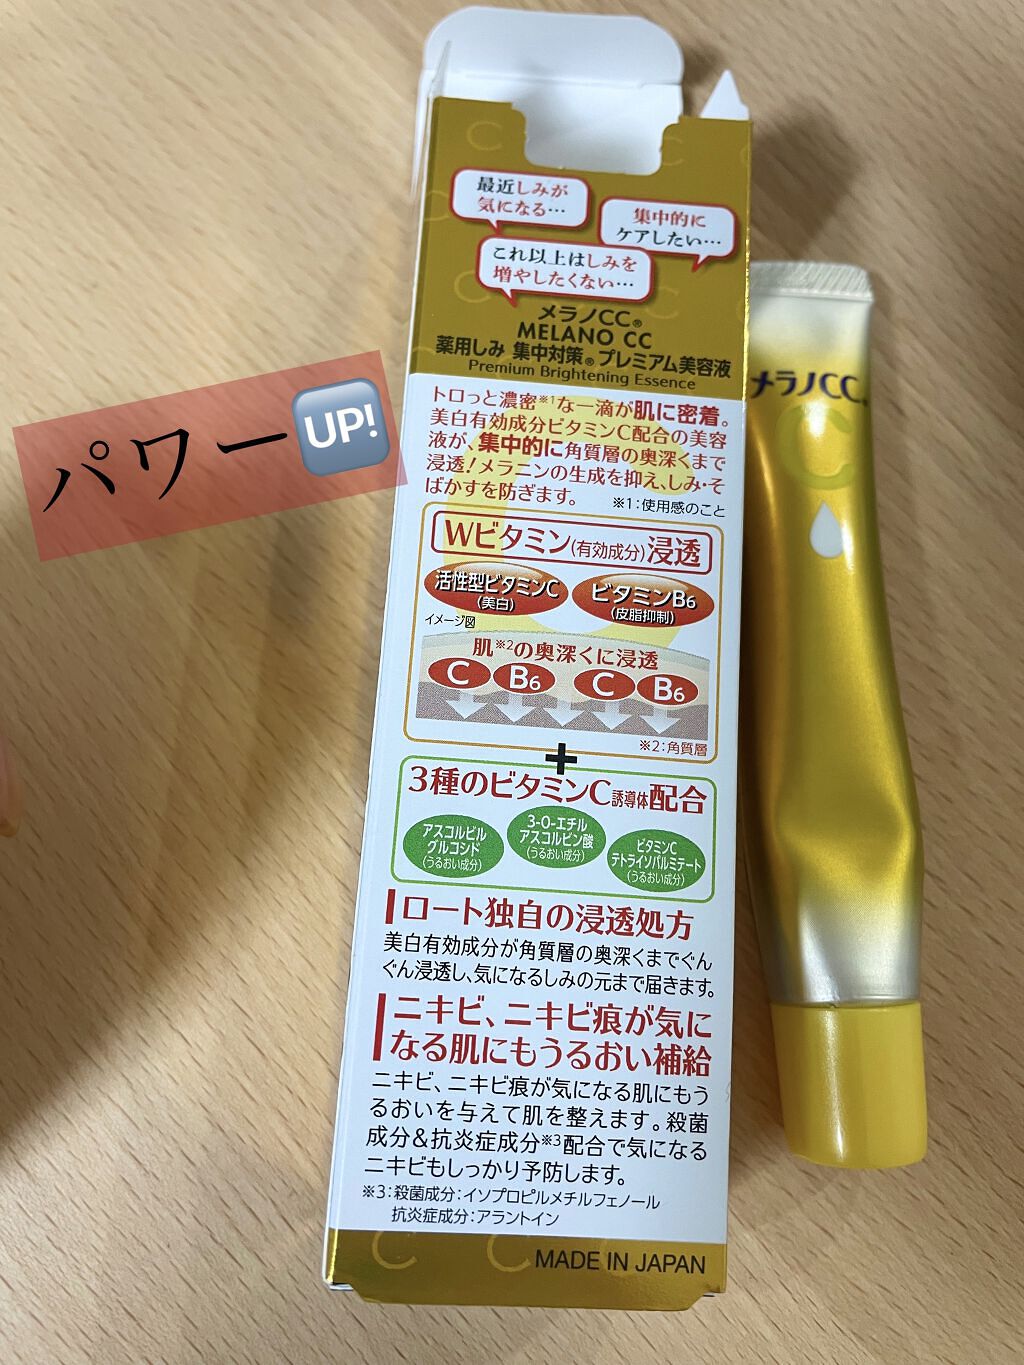 最近しみが
気になる…
集中的に
ケアしたい…
これ以上はしみを
増やしたくない…
メラノCC®
MELANO CC
薬用しみ 集中対策® プレミアム美容液
Premium Brightening Essence
トロっと濃密※1な一滴が肌に密着。
美白有効成分ビタミンC配合の美容
液が、集中的に角質層の奥深くまで
浸透!メラニンの生成を抑え、しみ・そ
ばかすを防ぎます。
※1:使用感のこと
Wビタミン(有効成分)浸透
活性型ビタミンC
(美白)
ビタミンB6
(皮脂抑制)
イメージ図
肌※2の奥深くに浸透
C B6 C B6
※2:角質層
+
3種のビタミンC誘導体配合
アスコルビル
グルコシド
(うるおい成分)
3-O-エチル
アスコルビン酸
(うるおい成分)
ビタミンC
テトライソパルミテート
(うるおい成分)
ロート独自の浸透処方
美白有効成分が角質層の奥深くまでぐん
ぐん浸透し、気になるしみの元まで届きます。
ニキビ、ニキビ痕が気に
なる肌にもうるおい補給
ニキビ、ニキビ痕が気になる肌にもう
るおいを与えて肌を整えます。殺菌
成分&抗炎症成分※3配合で気になる
ニキビもしっかり予防します。
※3:殺菌成分:イソプロピルメチルフェノール
抗炎症成分:アラントイン
MADE IN JAPAN
メラノCC®
C
パワーUP!